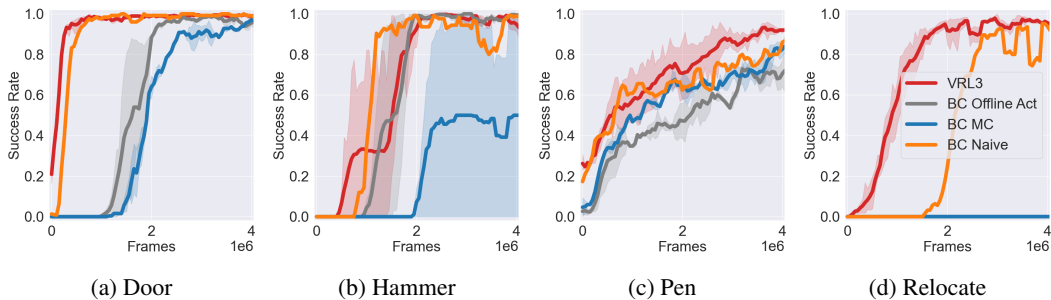 1.0
0.8
0.6
0.4
0.2
0.0
Success Rate
0
2
4
Frames
1e6
(a) Door
1.0
0.8
0.6
0.4
0.2
0.0
Success Rate
0
2
4
Frames
1e6
(b) Hammer
1.0
0.8
0.6
0.4
0.2
0.0
Success Rate
0
2
4
Frames
1e6
(c) Pen
1.0
0.8
0.6
0.4
0.2
0.0
Success Rate
VRL3
BC Offline Act
BC MC
BC Naive
0
2
4
Frames
1e6
(d) Relocate